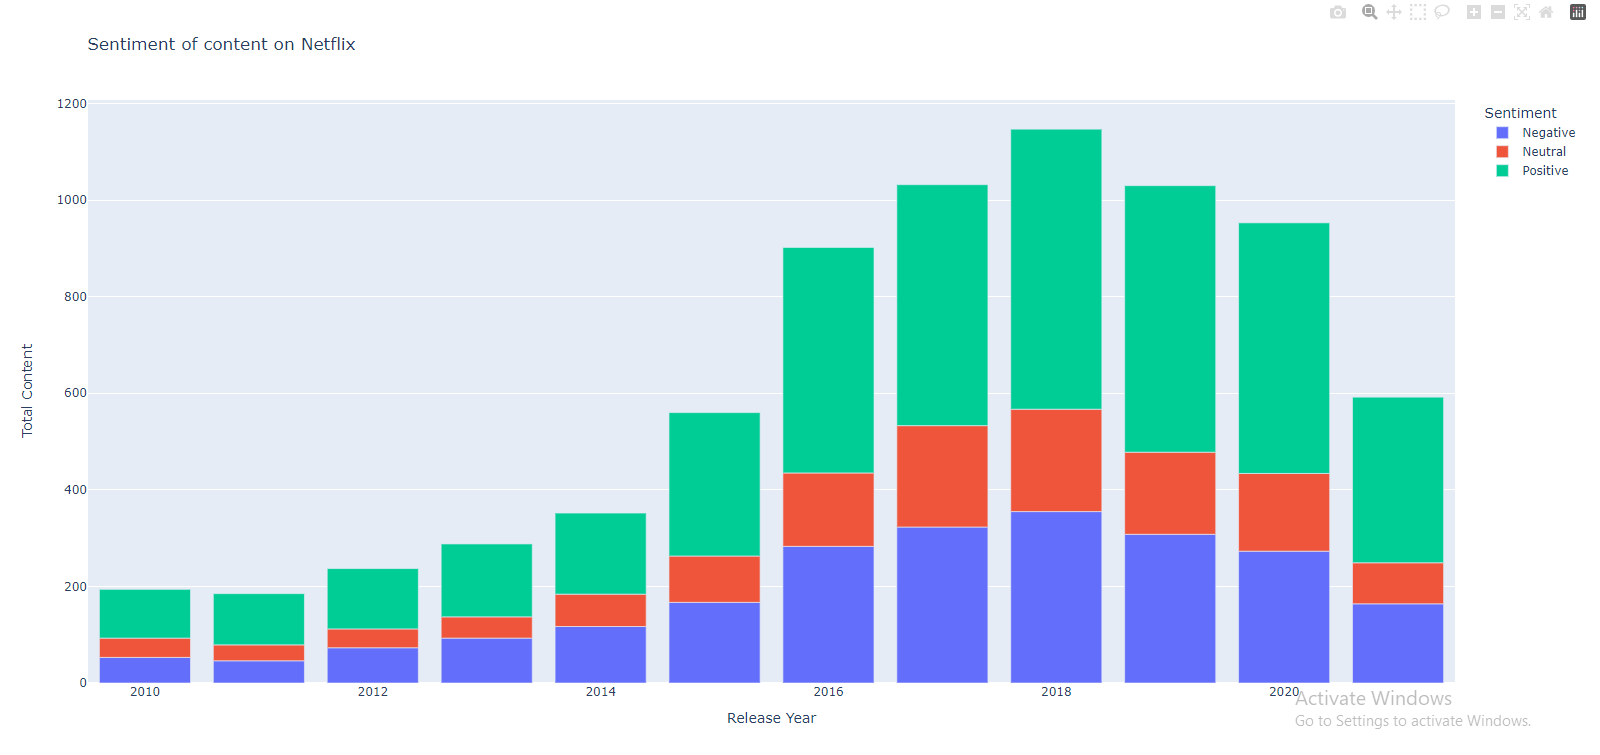 Sentiment of content on Netflix
Sentiment
Negative
Neutral
Positive
Total Content
1200
1000
800
600
400
200
0
2010 2012 2014 2016 2018 2020
Release Year
Activate Windows
Go to Settings to activate Windows.